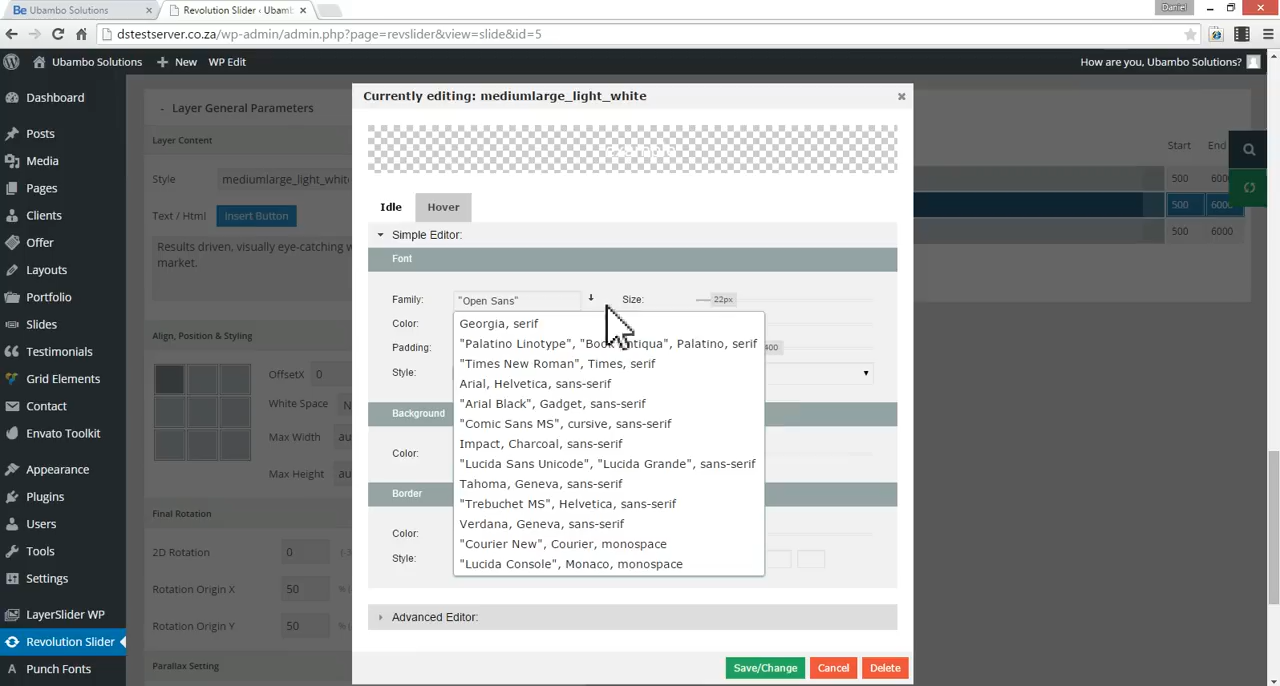 Be Ubambo Solutions
Revolution Slider ‹ Ubamb
Daniel
dstestserver.co.za/wp-admin/admin.php?page=revslider&view=slide&id=5
Ubambo Solutions
New
WP Edit
How are you, Ubambo Solutions?
Dashboard
Posts
Media
Pages
Clients
Offer
Layouts
Portfolio
Slides
Testimonials
Grid Elements
Contact
Envato Toolkit
Appearance
Plugins
Users
Tools
Settings
LayerSlider WP
Revolution Slider
A Punch Fonts
- Layer General Parameters
Layer Content
Style mediumlarge_light_whit
Text / Html Insert Button
Results driven, visually eye-catching w
market.
Align, Position & Styling
OffsetX 0
White Space N
Max Width au
Max Height au
Final Rotation
2D Rotation 0
Rotation Origin X 50 %
Rotation Origin Y 50 %
Parallax Setting
Start End
500 6000
500 6000
500 6000
Currently editing: mediumlarge_light_white
example
Idle Hover
Simple Editor:
Font
Family: "Open Sans" Size: 22px
Color:
Padding: 400
Style:
Background
Color:
Border
Color:
Style:
Georgia, serif
"Palatino Linotype", "Book Antiqua", Palatino, serif
"Times New Roman", Times, serif
Arial, Helvetica, sans-serif
"Arial Black", Gadget, sans-serif
"Comic Sans MS", cursive, sans-serif
Impact, Charcoal, sans-serif
"Lucida Sans Unicode", "Lucida Grande", sans-serif
Tahoma, Geneva, sans-serif
"Trebuchet MS", Helvetica, sans-serif
Verdana, Geneva, sans-serif
"Courier New", Courier, monospace
"Lucida Console", Monaco, monospace
Advanced Editor:
Save/Change Cancel Delete